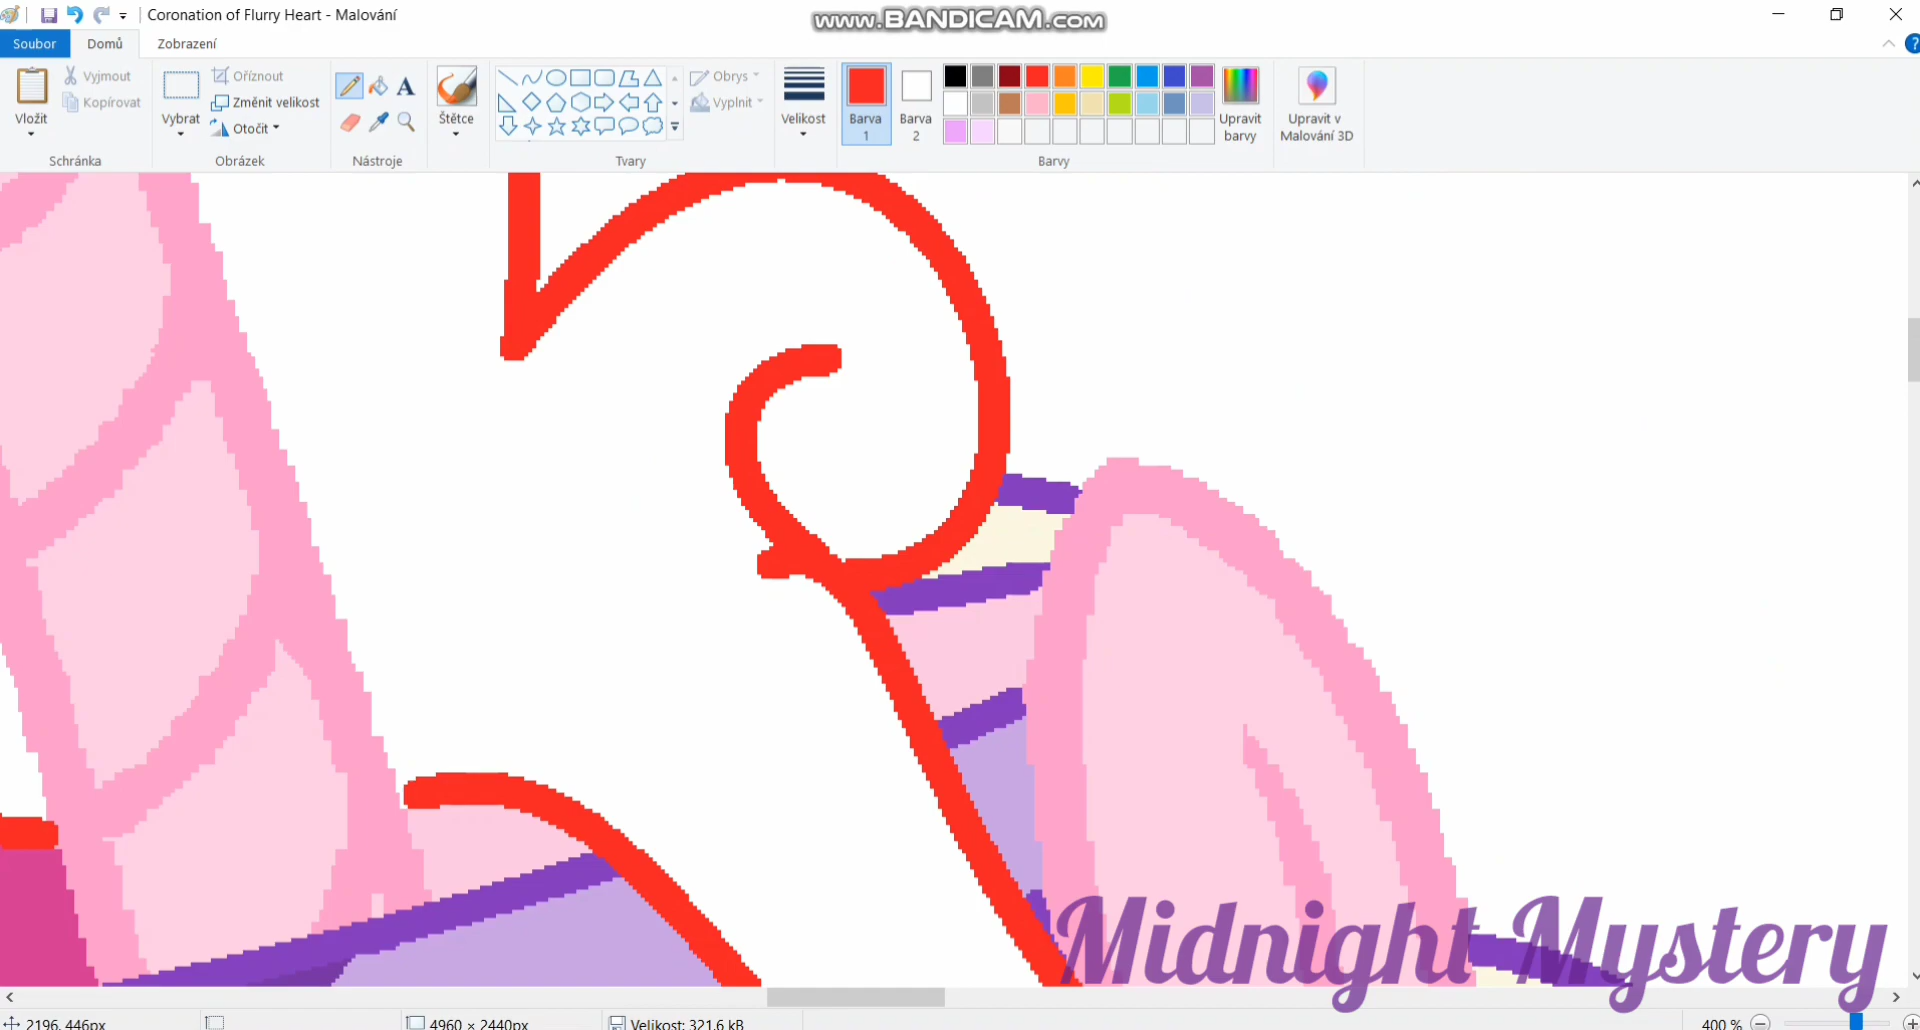 Coronation of Flurry Heart - Malování
www.BANDICAM.com
Soubor Domů Zobrazení
Vložit
Vyjmout
Kopírovat
Schránka
Vybrat
Oříznout
Změnit velikost
Otočit
Obrázek
A
Nástroje
Štětce
Obrys
Vyplnit
Tvary
Velikost
Barva
1
Barva
2
Upravit
barvy
Barvy
Upravit v
Malování 3D
Midnight Mystery
2196, 446px
4960 × 2440px
Velikost: 321,6 kB
400 %